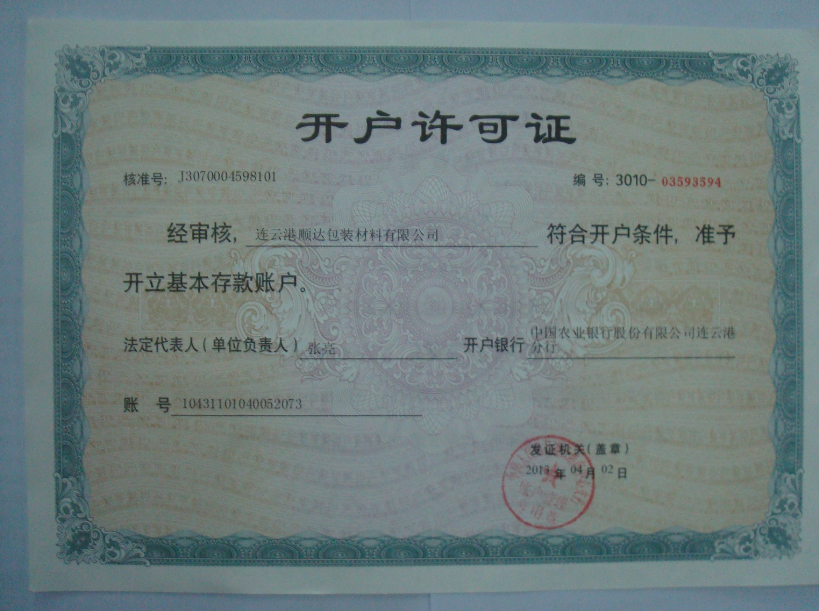 开户许可证
核准号: J3070004598101 编 号: 3010-03593594
经审核, 连云港顺达包装材料有限公司 符合开户条件, 准予
开立基本存款账户。
法定代表人(单位负责人) 张亮 开户银行 中国农业银行股份有限公司连云港
分行
账 号 10431101040052073
发证机关(盖章)
年 04 月 02 日